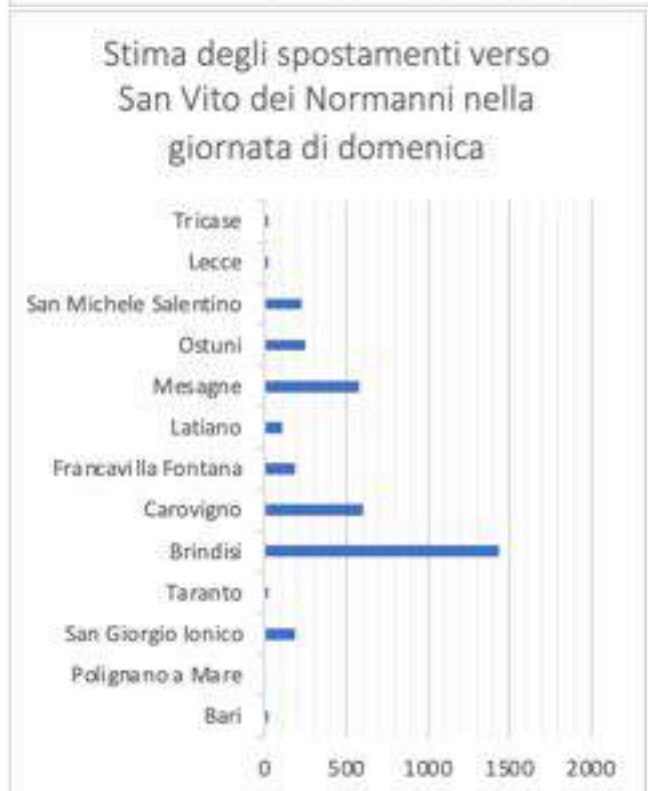 Stima degli spostamenti verso
San Vito dei Normanni nella
giornata di domenica
Tricase
Lecce
San Michele Salentino
Ostuni
Mesagne
Latiano
Francavilla Fontana
Carovigno
Brindisi
Taranto
San Giorgio Ionico
Polignano a Mare
Bari
0 500 1000 1500 2000